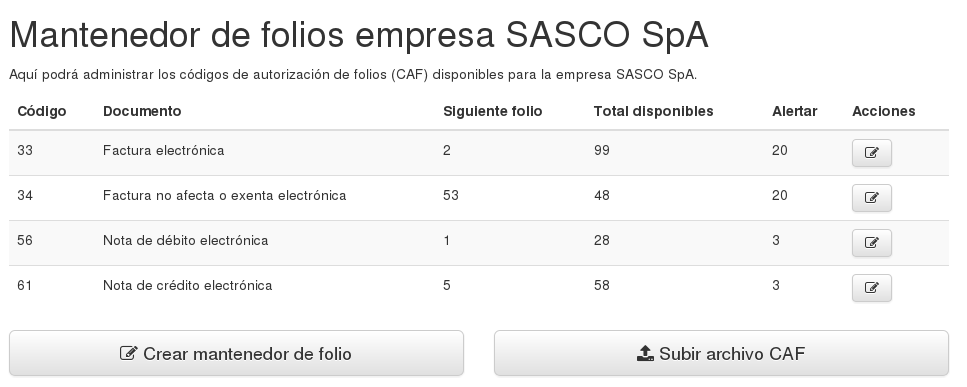 Mantenedor de folios empresa SASCO SpA
Aquí podrá administrar los códigos de autorización de folios (CAF) disponibles para la empresa SASCO SpA.
Código Documento Siguiente folio Total disponibles Alertar Acciones
33 Factura electrónica 2 99 20
34 Factura no afecta o exenta electrónica 53 48 20
56 Nota de débito electrónica 1 28 3
61 Nota de crédito electrónica 5 58 3
Crear mantenedor de folio Subir archivo CAF